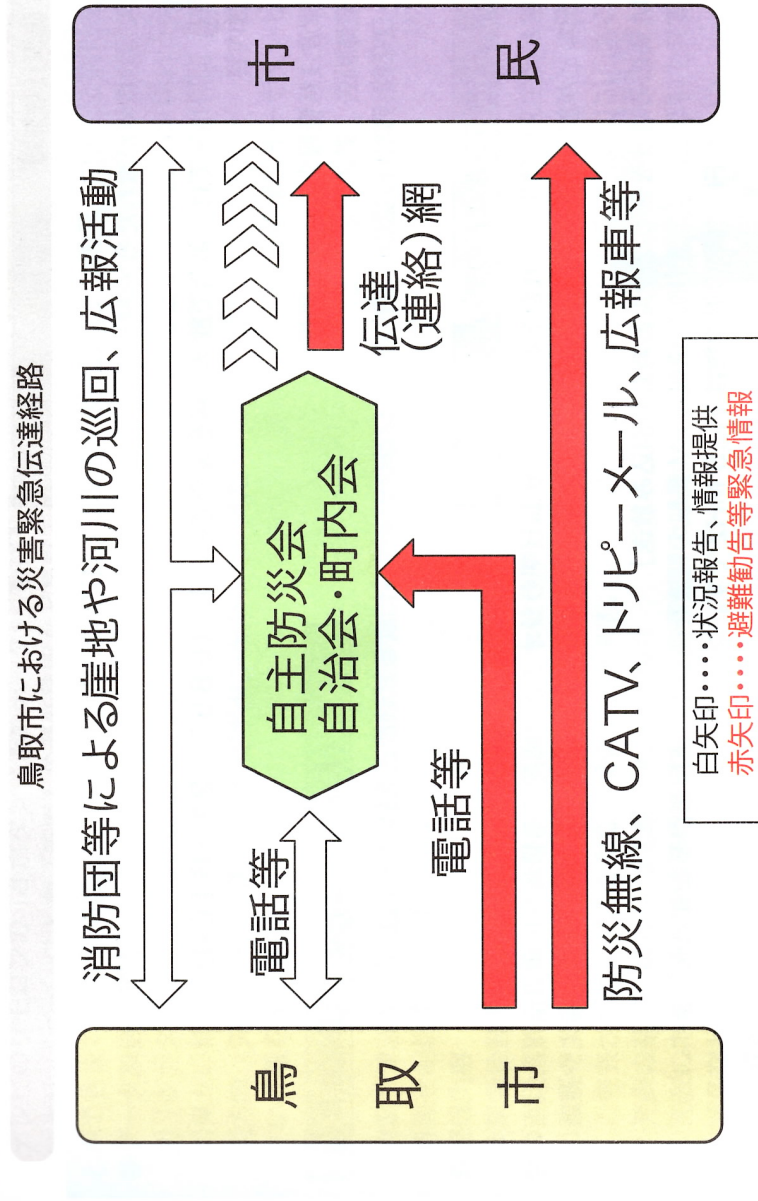 鳥取市における災害緊急伝達経路
消防団等による崖地や河川の巡回、広報活動
鳥取市
電話等
自主防災会
自治会・町内会
伝達
(連絡)網
市民
電話等
防災無線、CATV、トリピーメール、広報車等
白矢印････状況報告、情報提供
赤矢印････避難勧告等緊急情報